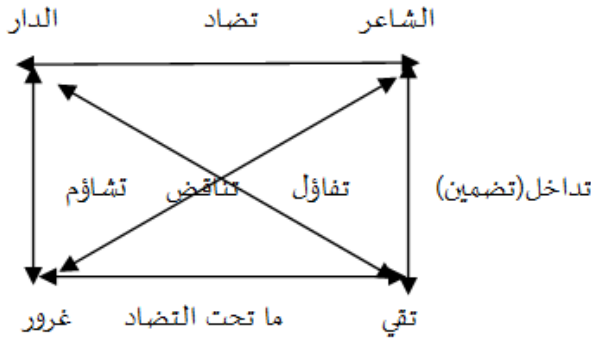 الشاعر تضاد الدار
تداخل(تضمين) تفاؤل تناقض تشاؤم
تقي ما تحت التضاد غرور